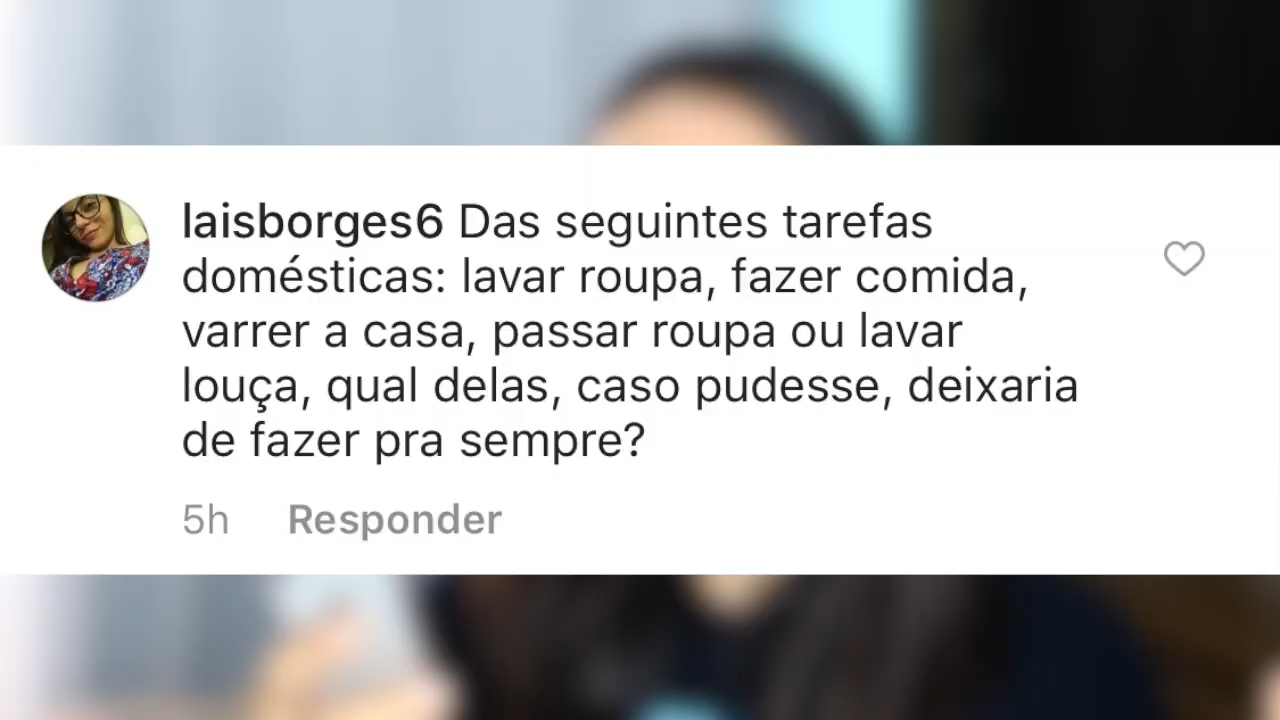 laisborges6 Das seguintes tarefas
domésticas: lavar roupa, fazer comida,
varrer a casa, passar roupa ou lavar
louça, qual delas, caso pudesse, deixaria
de fazer pra sempre?
5h Responder